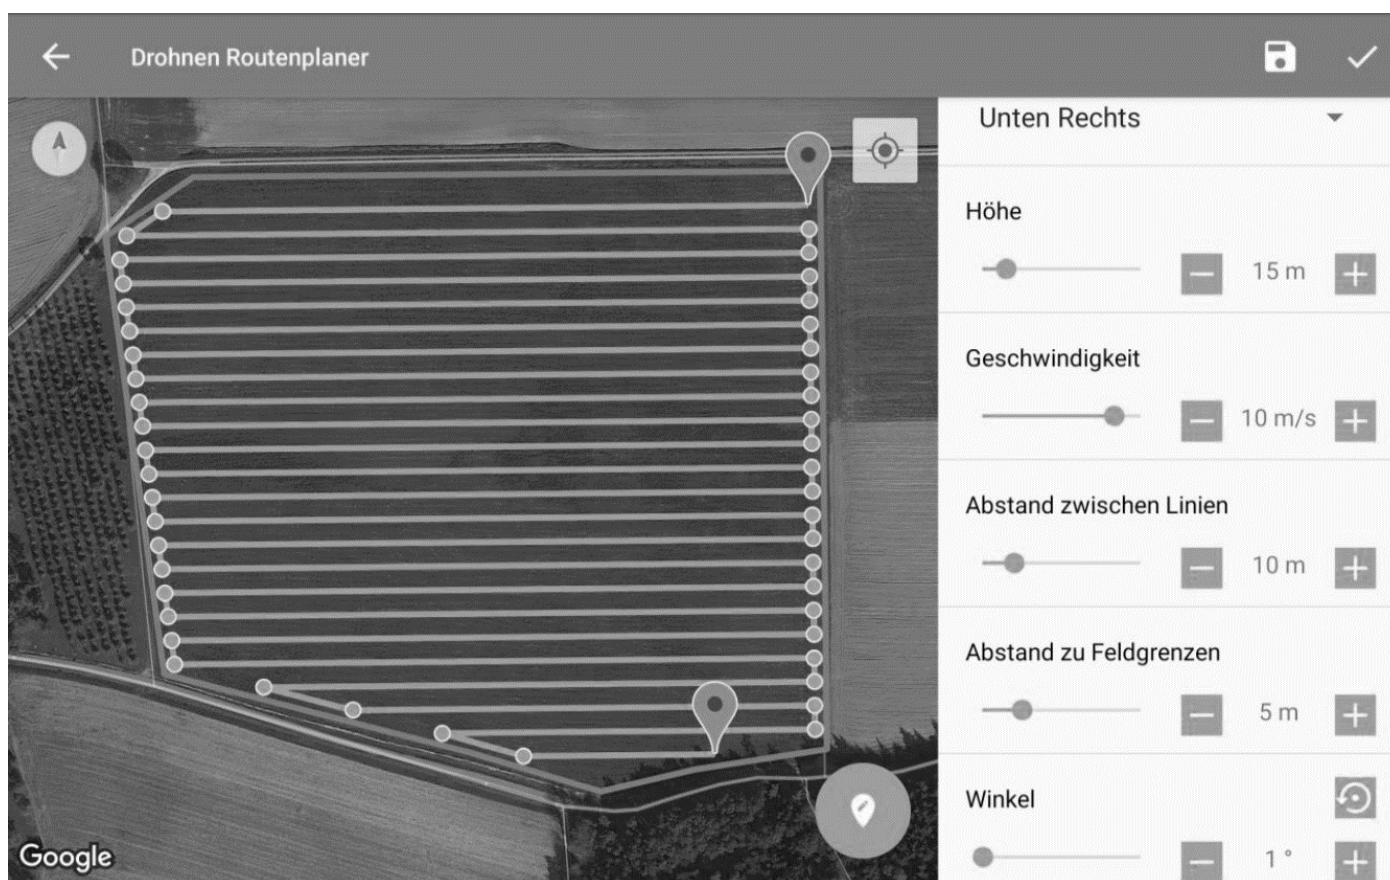 Drohnen Routenplaner
Unten Rechts
Höhe
15 m
Geschwindigkeit
10 m/s
Abstand zwischen Linien
10 m
Abstand zu Feldgrenzen
5 m
Winkel
1 °
Google